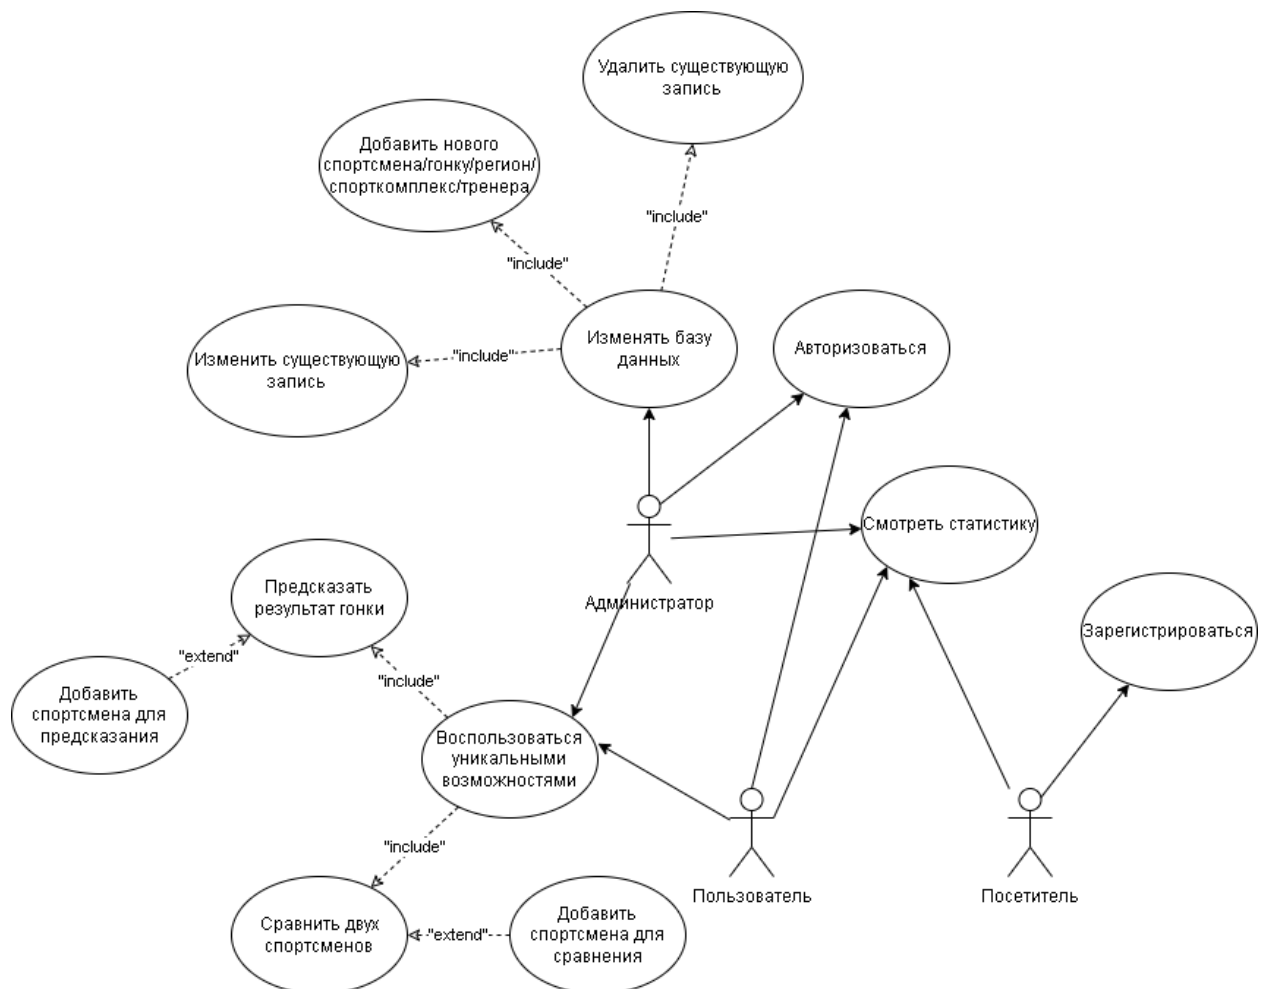 Удалить существующую
запись
Добавить нового
спортсмена/гонку/регион/
спорткомплекс/тренера
"include"
"include"
Изменять базу
данных
Авторизоваться
Изменить существующую
запись
"include"
Смотреть статистику
Администратор
Предсказать
результат гонки
Зарегистрироваться
"extend"
"include"
Добавить
спортсмена для
предсказания
Воспользоваться
уникальными
возможностями
"include"
Пользователь
Посетитель
Сравнить двух
спортсменов
"extend"
Добавить
спортсмена для
сравнения